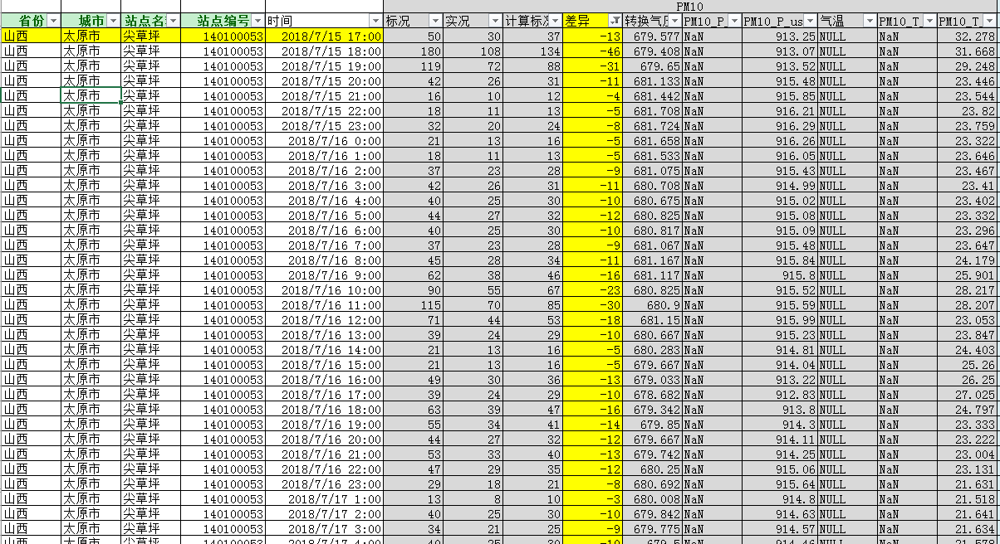 PM10
省份 城市 站点名 站点编号 时间 标况 实况 计算标况 差异 转换气压 PM10_P_ PM10_P_us 气温 PM10_T_ PM10_T_
山西 太原市 尖草坪 140100053 2018/7/15 17:00 50 30 37 -13 679.577 NaN 913.25 NULL NaN 32.278
山西 太原市 尖草坪 140100053 2018/7/15 18:00 180 108 134 -46 679.408 NaN 913.07 NULL NaN 31.668
山西 太原市 尖草坪 140100053 2018/7/15 19:00 119 72 88 -31 679.65 NaN 913.52 NULL NaN 29.248
山西 太原市 尖草坪 140100053 2018/7/15 20:00 42 26 31 -11 681.133 NaN 915.48 NULL NaN 23.446
山西 太原市 尖草坪 140100053 2018/7/15 21:00 16 10 12 -4 681.442 NaN 915.85 NULL NaN 23.544
山西 太原市 尖草坪 140100053 2018/7/15 22:00 18 11 13 -5 681.708 NaN 916.21 NULL NaN 23.82
山西 太原市 尖草坪 140100053 2018/7/15 23:00 32 20 24 -8 681.724 NaN 916.29 NULL NaN 23.759
山西 太原市 尖草坪 140100053 2018/7/16 0:00 21 13 16 -5 681.658 NaN 916.26 NULL NaN 23.322
山西 太原市 尖草坪 140100053 2018/7/16 1:00 18 11 13 -5 681.533 NaN 916.05 NULL NaN 23.646
山西 太原市 尖草坪 140100053 2018/7/16 2:00 37 23 28 -9 681.075 NaN 915.43 NULL NaN 23.467
山西 太原市 尖草坪 140100053 2018/7/16 3:00 42 26 31 -11 680.708 NaN 914.99 NULL NaN 23.41
山西 太原市 尖草坪 140100053 2018/7/16 4:00 40 25 30 -10 680.675 NaN 915.02 NULL NaN 23.402
山西 太原市 尖草坪 140100053 2018/7/16 5:00 44 27 32 -12 680.825 NaN 915.08 NULL NaN 23.332
山西 太原市 尖草坪 140100053 2018/7/16 6:00 40 25 30 -10 680.817 NaN 915.09 NULL NaN 23.296
山西 太原市 尖草坪 140100053 2018/7/16 7:00 37 23 28 -9 681.067 NaN 915.48 NULL NaN 23.647
山西 太原市 尖草坪 140100053 2018/7/16 8:00 45 28 34 -11 681.167 NaN 915.84 NULL NaN 24.179
山西 太原市 尖草坪 140100053 2018/7/16 9:00 62 38 46 -16 681.117 NaN 915.8 NULL NaN 25.901
山西 太原市 尖草坪 140100053 2018/7/16 10:00 90 55 67 -23 680.825 NaN 915.52 NULL NaN 28.217
山西 太原市 尖草坪 140100053 2018/7/16 11:00 115 70 85 -30 680.9 NaN 915.59 NULL NaN 28.207
山西 太原市 尖草坪 140100053 2018/7/16 12:00 71 44 53 -18 681.15 NaN 915.99 NULL NaN 23.053
山西 太原市 尖草坪 140100053 2018/7/16 13:00 39 24 29 -10 680.667 NaN 915.23 NULL NaN 23.847
山西 太原市 尖草坪 140100053 2018/7/16 14:00 21 13 16 -5 680.283 NaN 914.81 NULL NaN 24.403
山西 太原市 尖草坪 140100053 2018/7/16 15:00 21 13 16 -5 679.667 NaN 914.04 NULL NaN 25.26
山西 太原市 尖草坪 140100053 2018/7/16 16:00 49 30 36 -13 679.033 NaN 913.22 NULL NaN 26.25
山西 太原市 尖草坪 140100053 2018/7/16 17:00 39 24 29 -10 678.682 NaN 912.83 NULL NaN 27.025
山西 太原市 尖草坪 140100053 2018/7/16 18:00 63 39 47 -16 679.342 NaN 913.8 NULL NaN 24.797
山西 太原市 尖草坪 140100053 2018/7/16 19:00 55 34 41 -14 679.85 NaN 914.3 NULL NaN 23.333
山西 太原市 尖草坪 140100053 2018/7/16 20:00 44 27 32 -12 679.667 NaN 914.11 NULL NaN 23.222
山西 太原市 尖草坪 140100053 2018/7/16 21:00 53 33 40 -13 679.742 NaN 914.25 NULL NaN 23.004
山西 太原市 尖草坪 140100053 2018/7/16 22:00 47 29 35 -12 680.25 NaN 915.06 NULL NaN 23.131
山西 太原市 尖草坪 140100053 2018/7/16 23:00 29 18 21 -8 680.692 NaN 915.64 NULL NaN 21.631
山西 太原市 尖草坪 140100053 2018/7/17 1:00 13 8 10 -3 680.008 NaN 914.8 NULL NaN 21.518
山西 太原市 尖草坪 140100053 2018/7/17 2:00 40 25 30 -10 679.842 NaN 914.63 NULL NaN 21.641
山西 太原市 尖草坪 140100053 2018/7/17 3:00 34 21 25 -9 679.775 NaN 914.57 NULL NaN 21.634
山西 太原市 尖草坪 140100053 2018/7/17 4:00 40 25 30 -10 679.5 NaN 914.46 NULL NaN 21.578